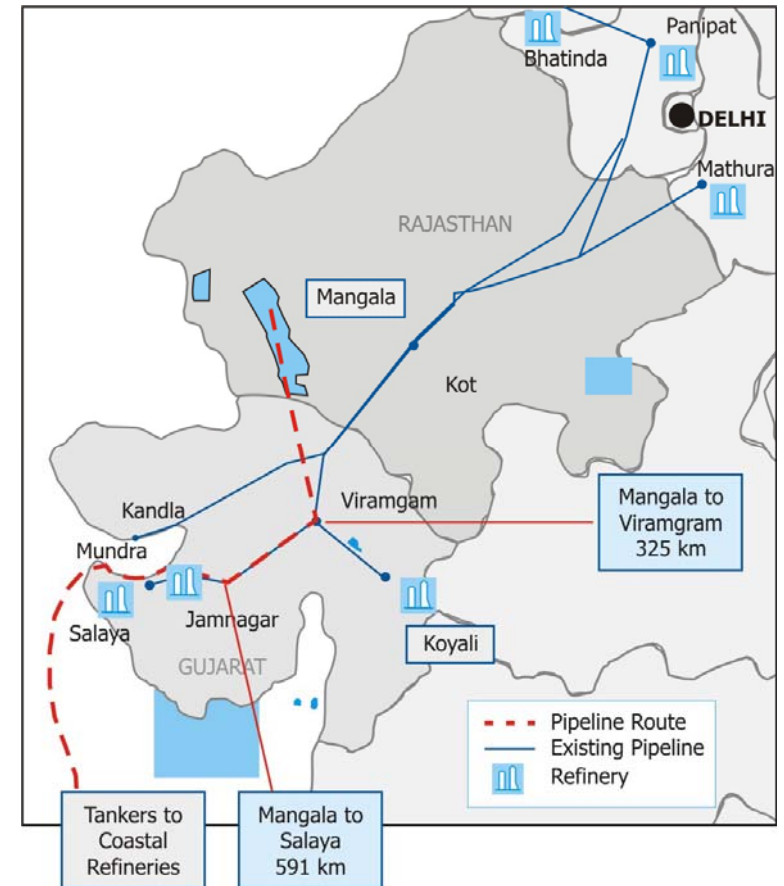 Panipat
Bhatinda
DELHI
Mathura
RAJASTHAN
Mangala
Kot
Kandla
Viramgam
Mangala to
Viramgram
325 km
Mundra
Salaya
Jamnagar
Koyali
GUJARAT
Pipeline Route
Existing Pipeline
Refinery
Tankers to
Coastal
Refineries
Mangala to
Salaya
591 km